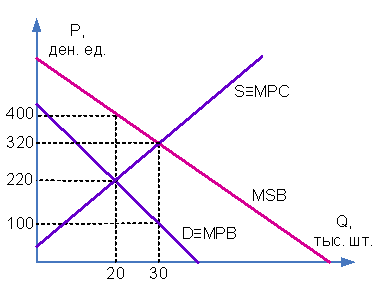 P,
ден. ед.
S≡MPC
400
320
220
MSB
100
D≡MPB
Q,
тыс. шт.
20 30